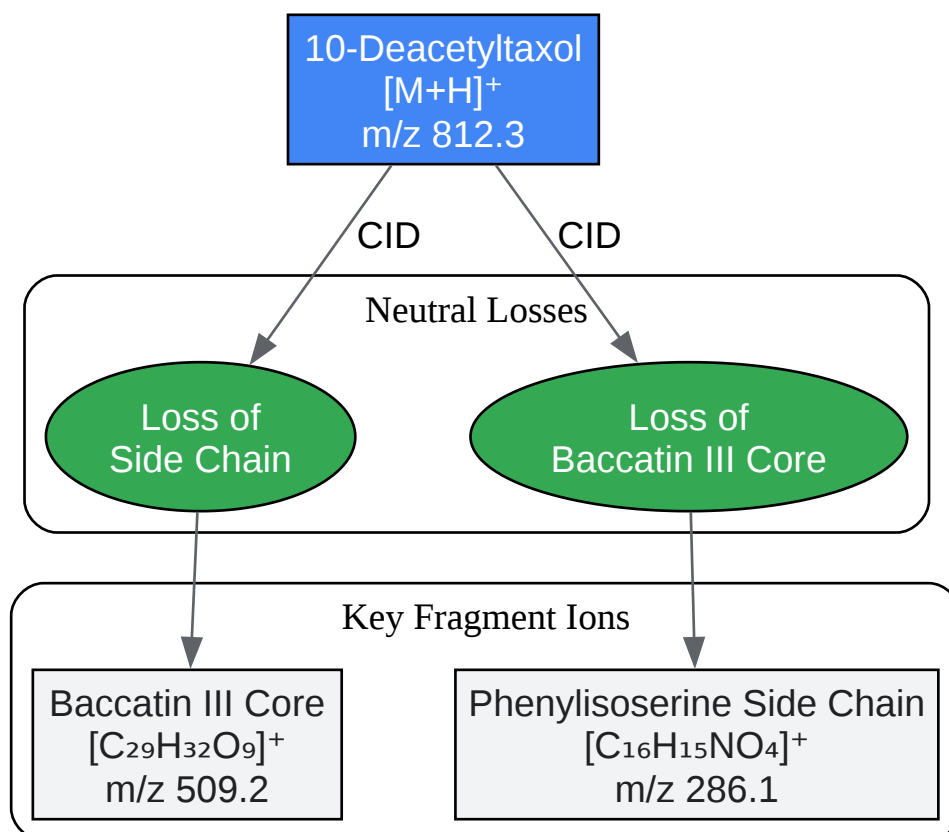 10-Deacetyltaxol
[M+H]⁺
m/z 812.3
CID
CID
Neutral Losses
Loss of
Side Chain
Loss of
Baccatin III Core
Key Fragment Ions
Baccatin III Core
[C₂₉H₃₂O₉]⁺
m/z 509.2
Phenylisoserine Side Chain
[C₁₆H₁₅NO₄]⁺
m/z 286.1